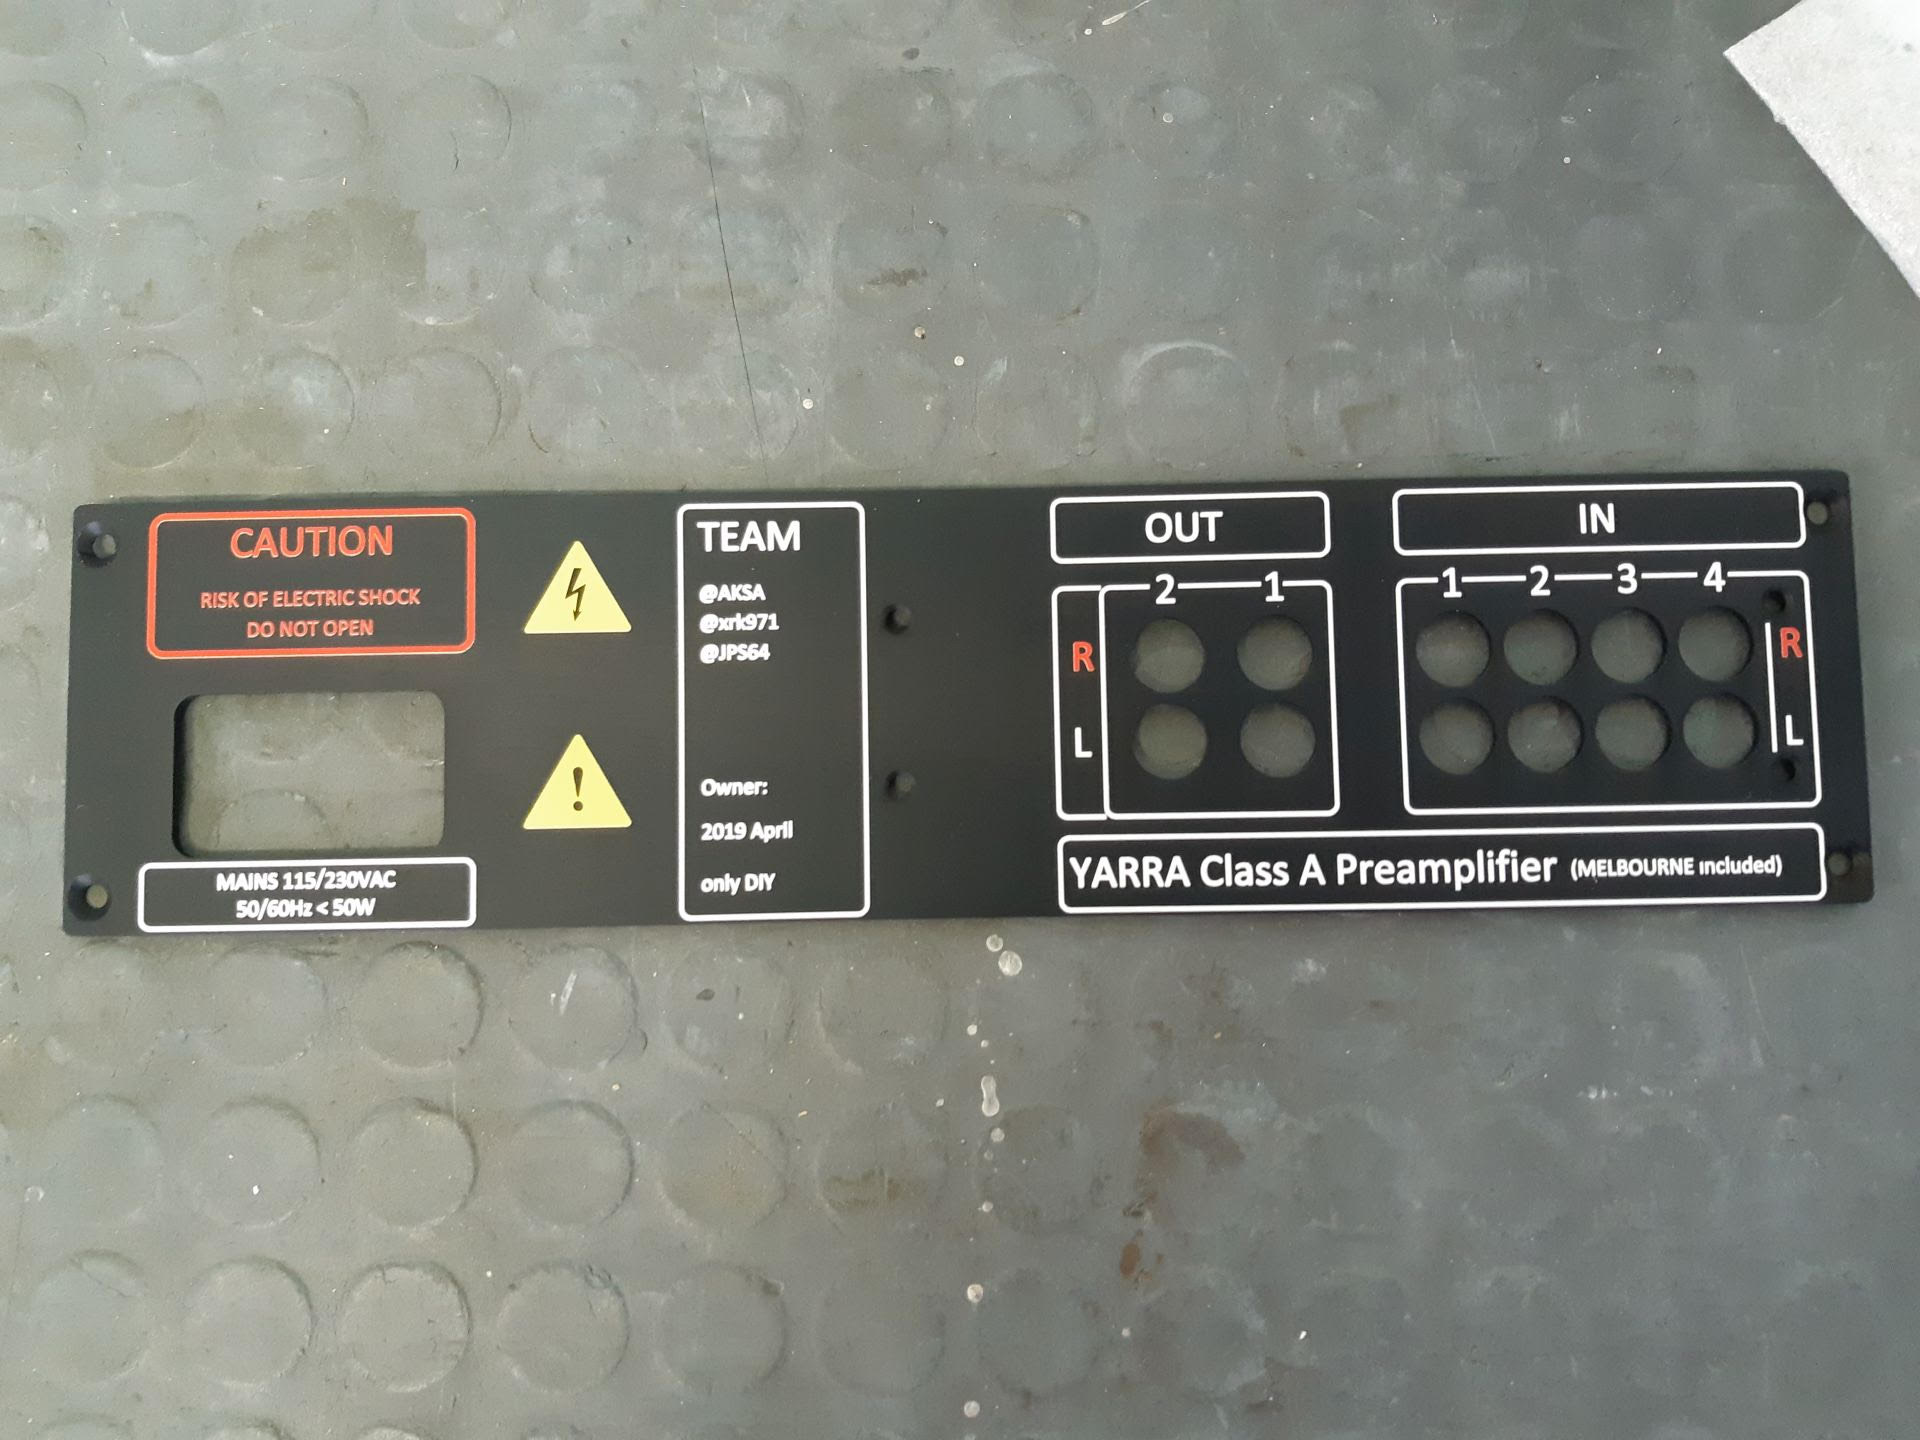 CAUTION
RISK OF ELECTRIC SHOCK
DO NOT OPEN
!
MAINS 115/230VAC
50/60Hz < 50W
TEAM
@AKSA
@xrk971
@JPS64
Owner:
2019 April
only DIY
OUT
2 1
R
L
IN
1 2 3 4
R
L
YARRA Class A Preamplifier (MELBOURNE included)